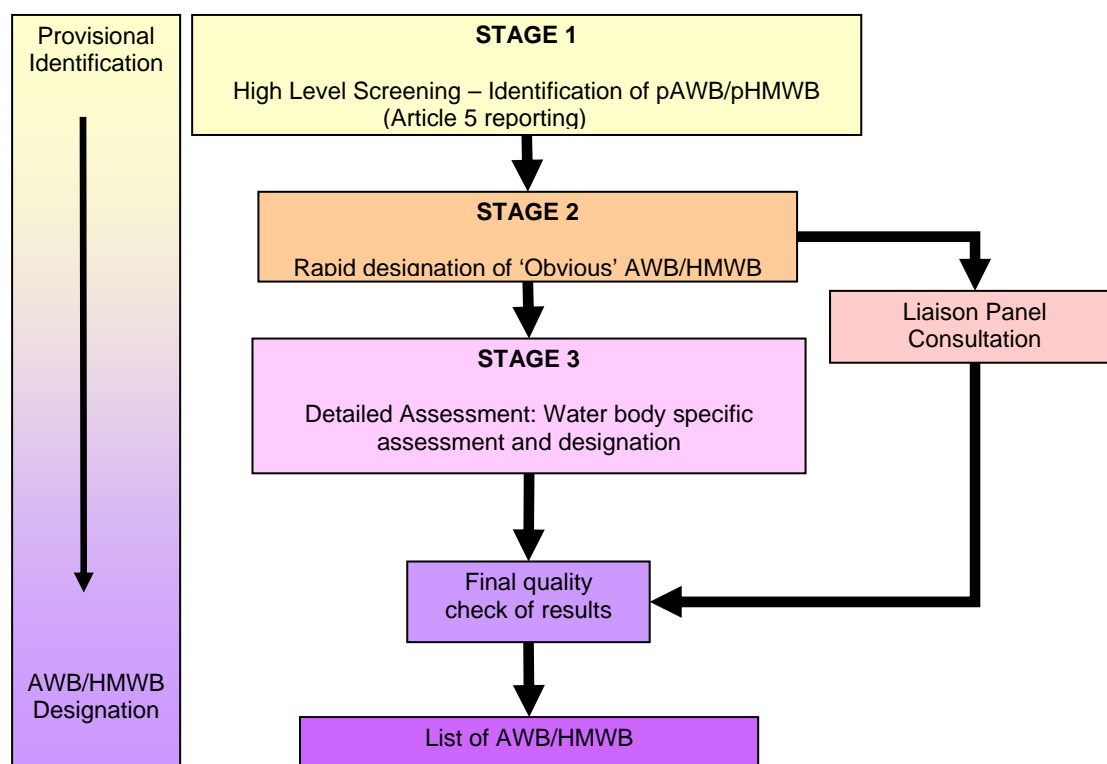 Provisional
Identification
AWB/HMWB
Designation
STAGE 1
High Level Screening – Identification of pAWB/pHMWB
(Article 5 reporting)
STAGE 2
Rapid designation of ‘Obvious’ AWB/HMWB
Liaison Panel
Consultation
STAGE 3
Detailed Assessment: Water body specific
assessment and designation
Final quality
check of results
List of AWB/HMWB